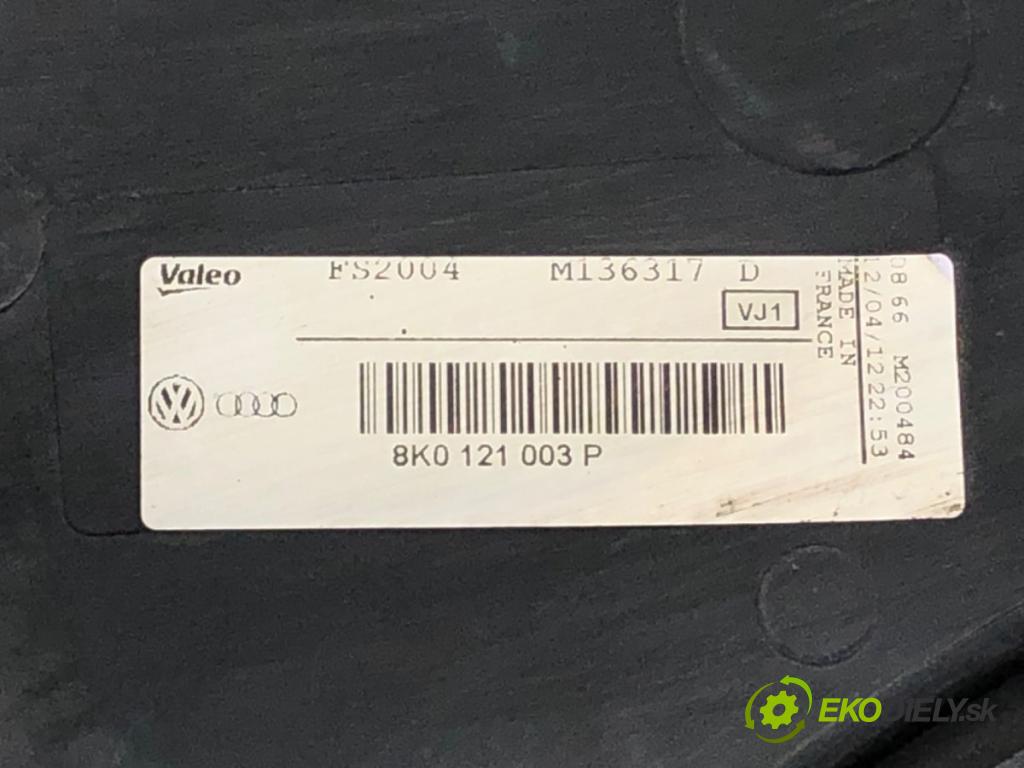 Valeo FS2004 M136317 D
VJ1
8K0 121 003 P
MADE IN
FRANCE
08 66 M200484
12/04/12 22:53
EKODIELY.sk